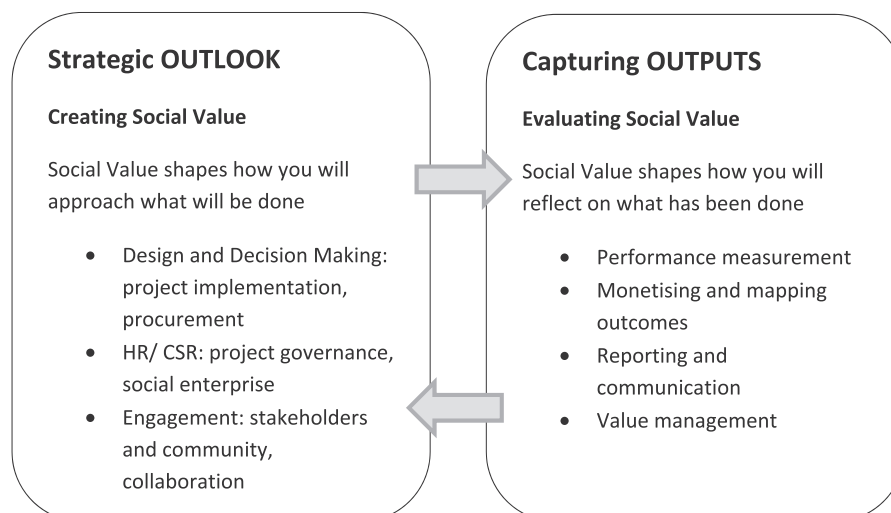 Strategic OUTLOOK
Creating Social Value
Social Value shapes how you will
approach what will be done
• Design and Decision Making:
project implementation,
procurement
• HR/ CSR: project governance,
social enterprise
• Engagement: stakeholders
and community,
collaboration
Capturing OUTPUTS
Evaluating Social Value
Social Value shapes how you will
reflect on what has been done
• Performance measurement
• Monetising and mapping
outcomes
• Reporting and
communication
• Value management